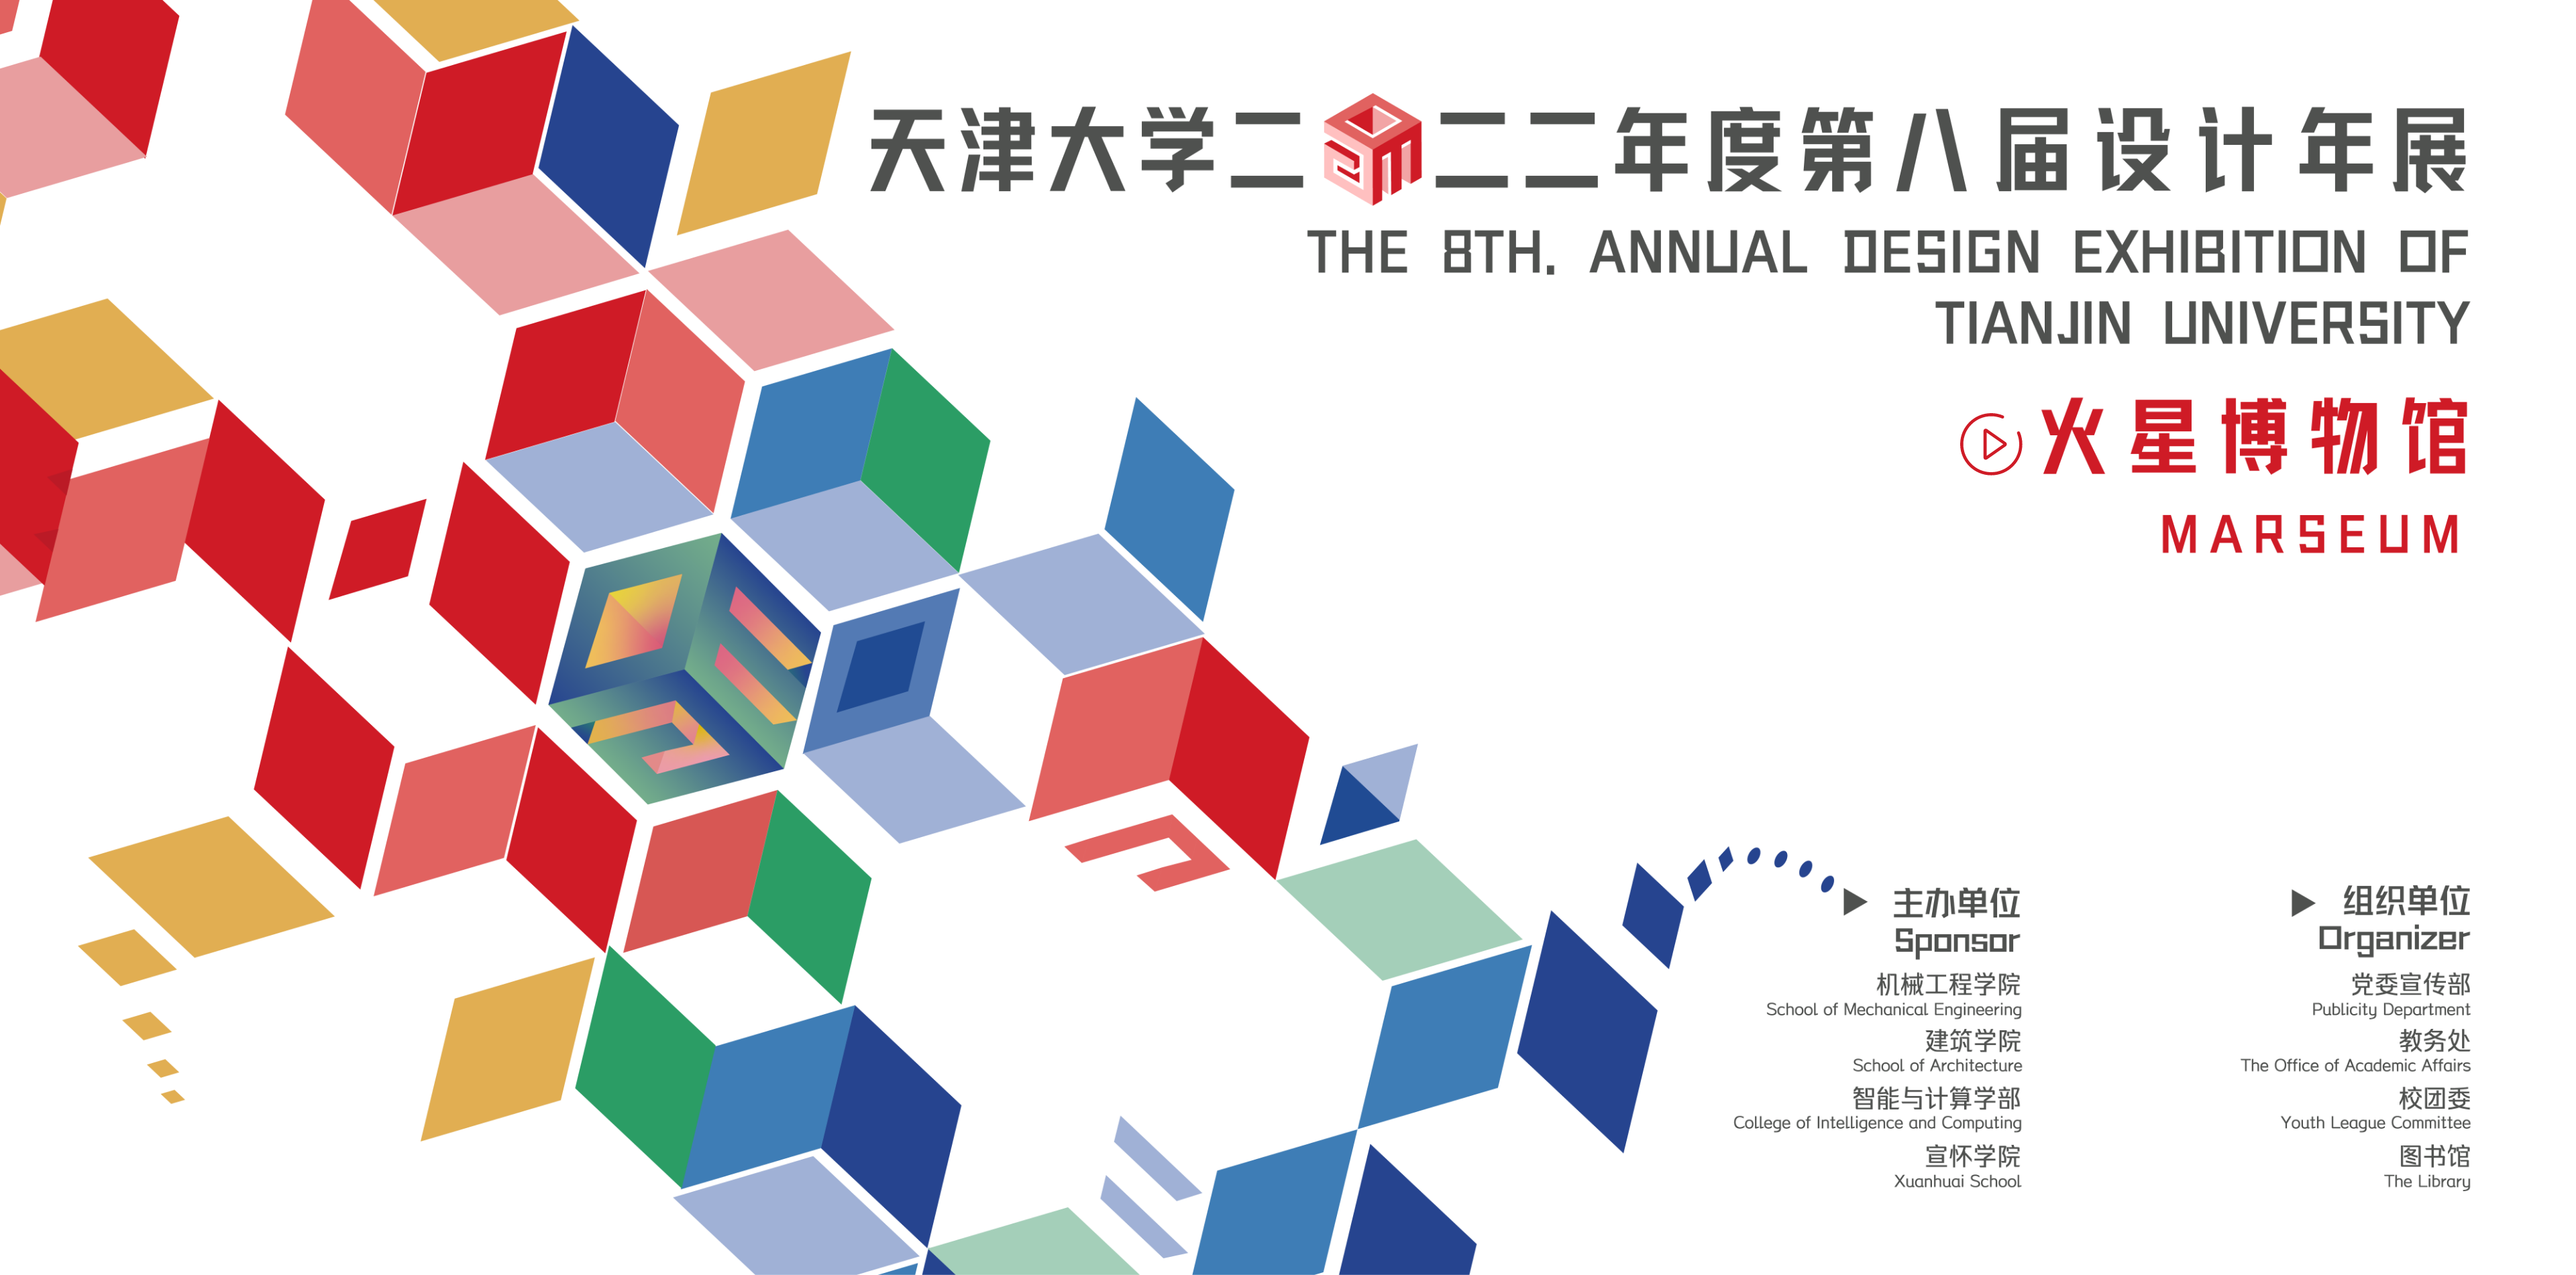 天津大学二〇二二年度第八届设计年展
THE 8TH. ANNUAL DESIGN EXHIBITION OF
TIANJIN UNIVERSITY
火星博物馆
MARSEUM
主办单位
Sponsor
机械工程学院
School of Mechanical Engineering
建筑学院
School of Architecture
智能与计算学部
College of Intelligence and Computing
宣怀学院
Xuanhuai School
组织单位
Organizer
党委宣传部
Publicity Department
教务处
The Office of Academic Affairs
校团委
Youth League Committee
图书馆
The Library